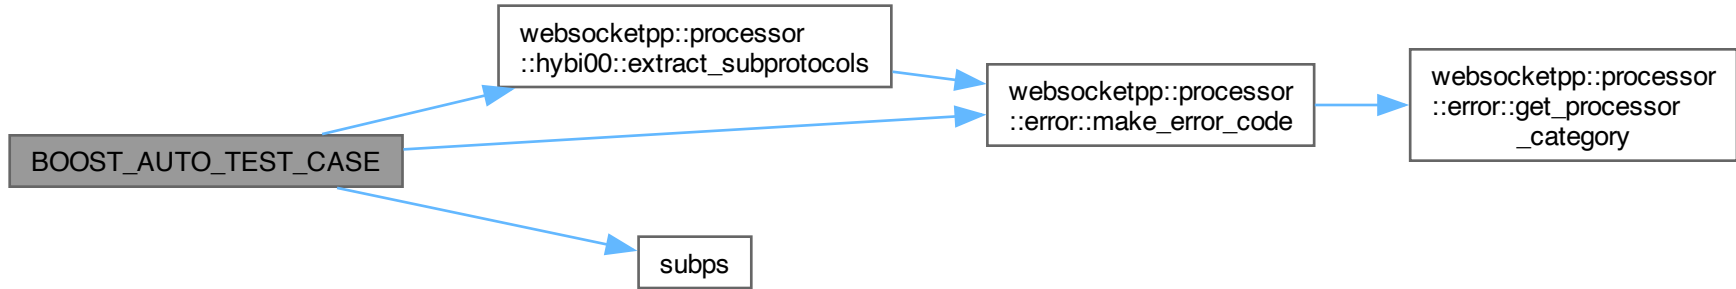 websocketpp::processor
::hybi00::extract_subprotocols
websocketpp::processor
::error::make_error_code
websocketpp::processor
::error::get_processor
_category
BOOST_AUTO_TEST_CASE
subps